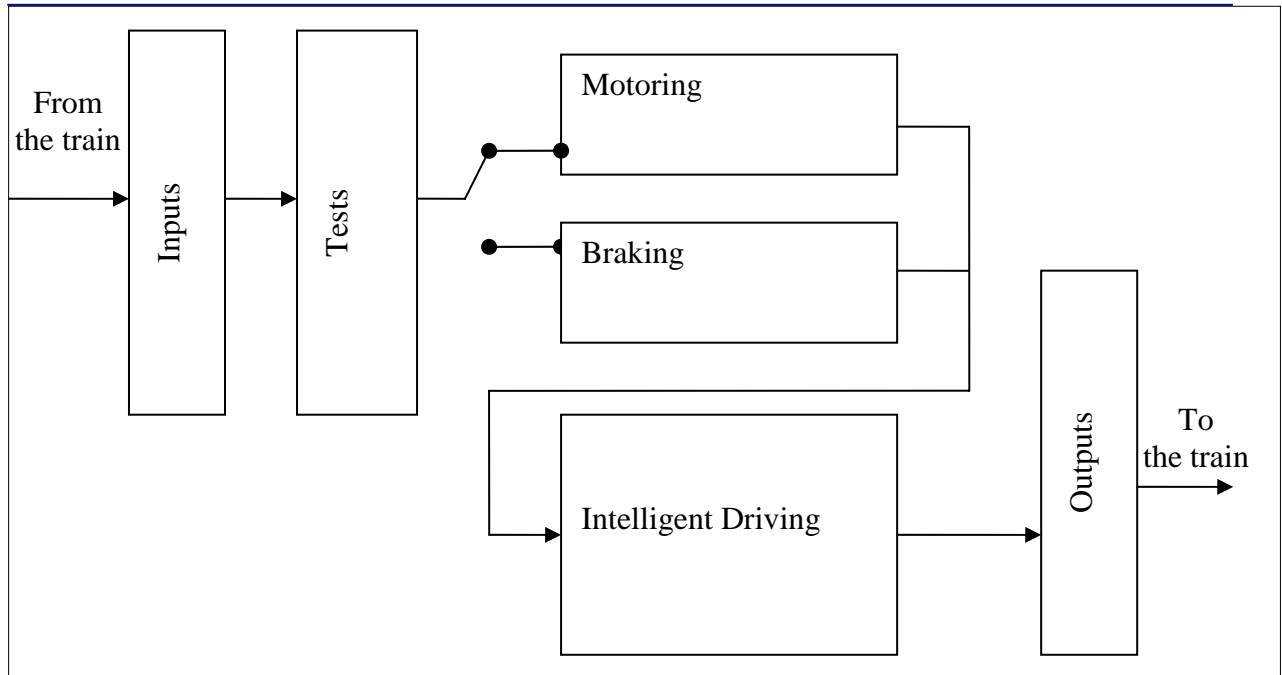 From
the train
Inputs
Tests
Motoring
Braking
Intelligent Driving
Outputs
To
the train